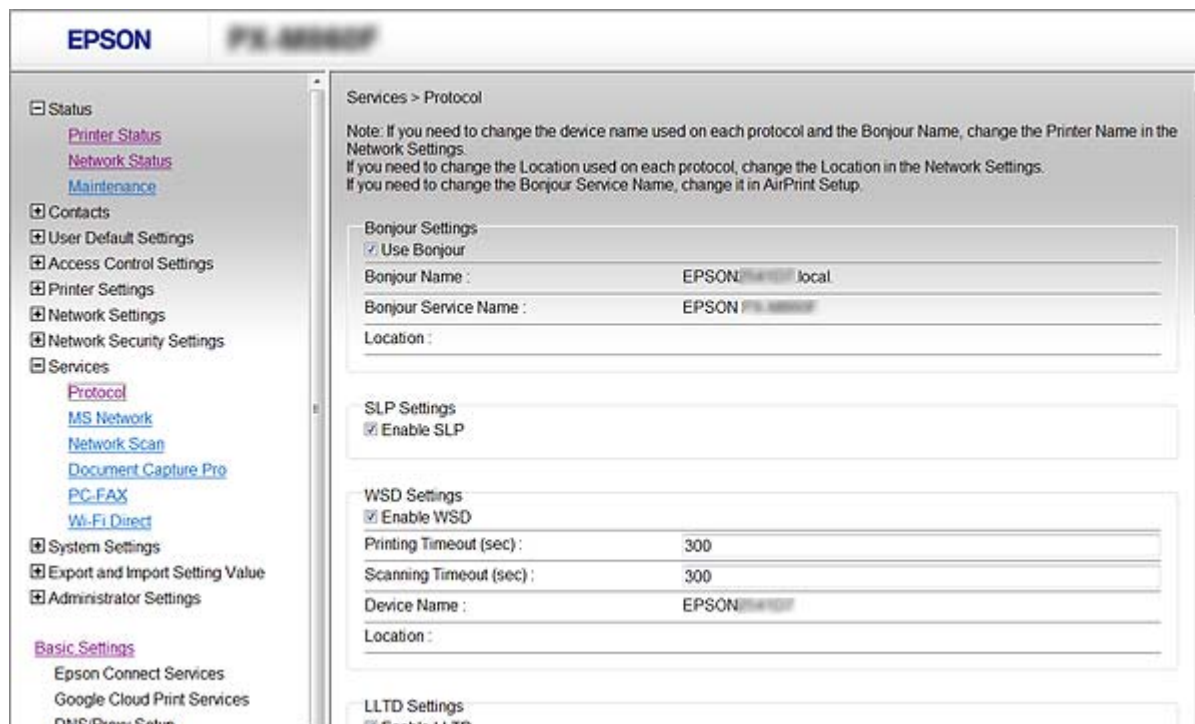 EPSON
Status
Printer Status
Network Status
Maintenance
Contacts
User Default Settings
Access Control Settings
Printer Settings
Network Settings
Network Security Settings
Services
Protocol
MS Network
Network Scan
Document Capture Pro
PC-FAX
Wi-Fi Direct
System Settings
Export and Import Setting Value
Administrator Settings
Basic Settings
Epson Connect Services
Google Cloud Print Services
DNS/Proxy Setup
Services > Protocol
Note: If you need to change the device name used on each protocol and the Bonjour Name, change the Printer Name in the
Network Settings.
If you need to change the Location used on each protocol, change the Location in the Network Settings.
If you need to change the Bonjour Service Name, change it in AirPrint Setup.
Bonjour Settings
Use Bonjour
Bonjour Name : EPSON .local.
Bonjour Service Name : EPSON
Location :
SLP Settings
Enable SLP
WSD Settings
Enable WSD
Printing Timeout (sec) : 300
Scanning Timeout (sec) : 300
Device Name : EPSON
Location :
LLTD Settings
Enable LLTD